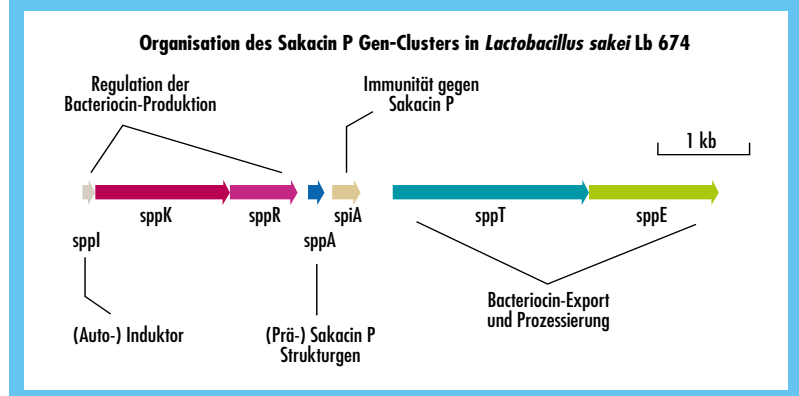 Organisation des Sakacin P Gen-Clusters in Lactobacillus sakei Lb 674
Regulation der
Bacteriocin-Produktion
Immunität gegen
Sakacin P
1 kb
sppK
sppR
spiA
sppT
sppE
sppI
sppA
(Auto-) Induktor
(Prä-) Sakacin P
Strukturgen
Bacteriocin-Export
und Prozessierung